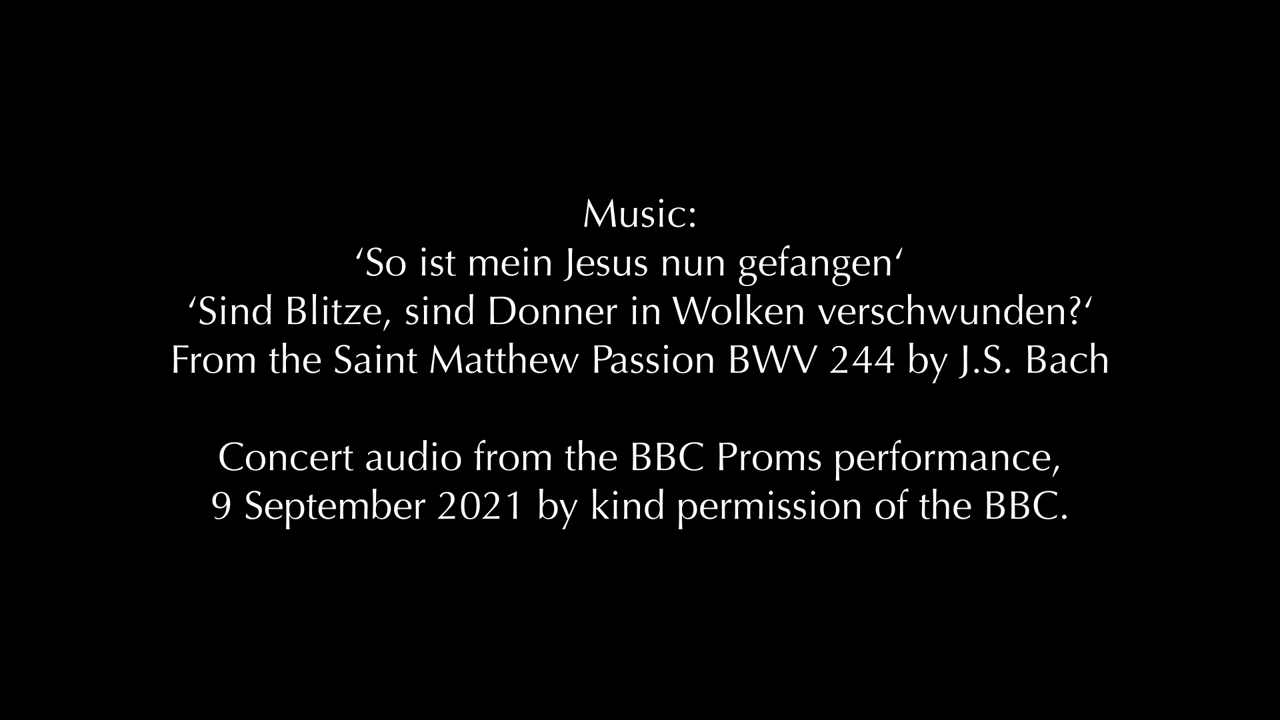 Music:
‘So ist mein Jesus nun gefangen‘
‘Sind Blitze, sind Donner in Wolken verschwunden?‘
From the Saint Matthew Passion BWV 244 by J.S. Bach
Concert audio from the BBC Proms performance,
9 September 2021 by kind permission of the BBC.